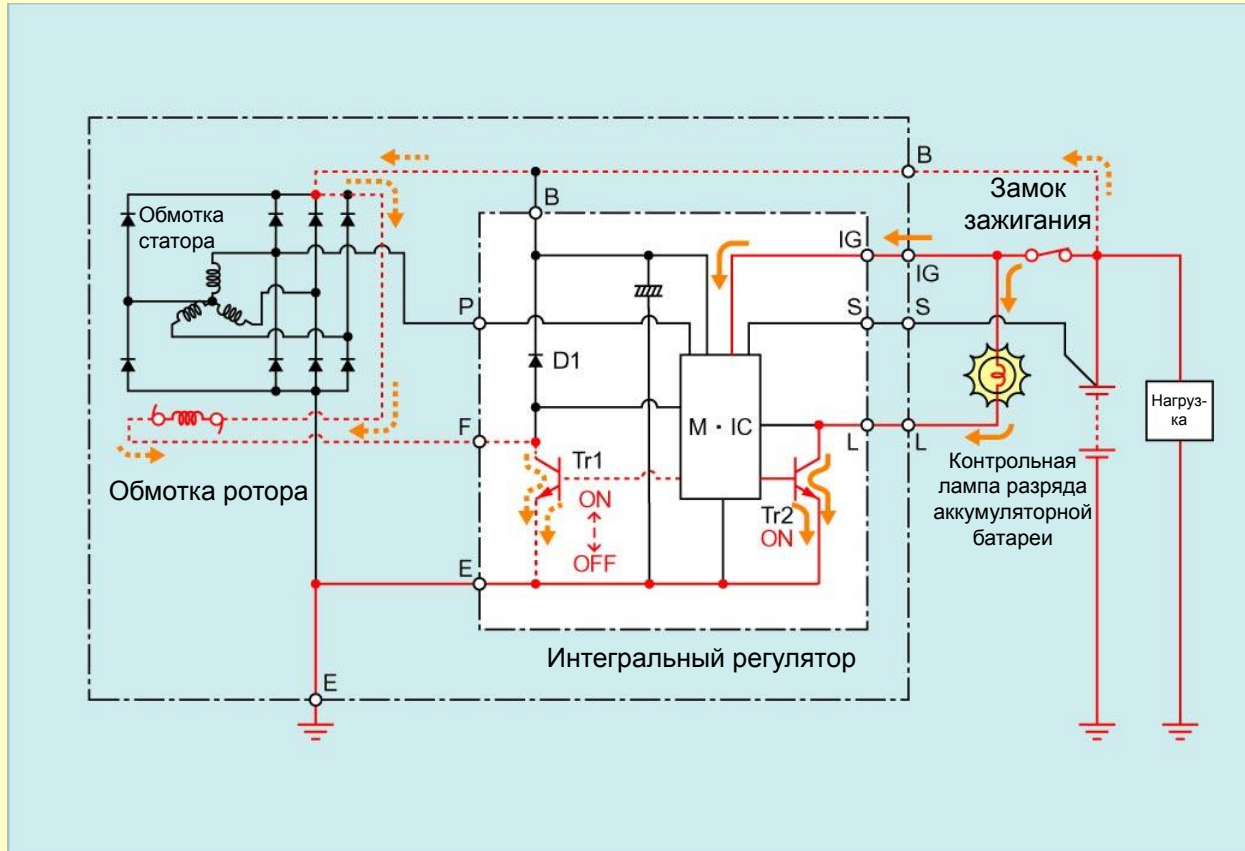 B
Замок
зажигания
Обмотка
статора
B
IG
IG
P
S
S
D1
M · IC
Нагруз-
ка
F
L
L
Tr1
ON
OFF
Tr2
ON
Контрольная
лампа разряда
аккумуляторной
батареи
Обмотка ротора
E
Интегральный регулятор
E